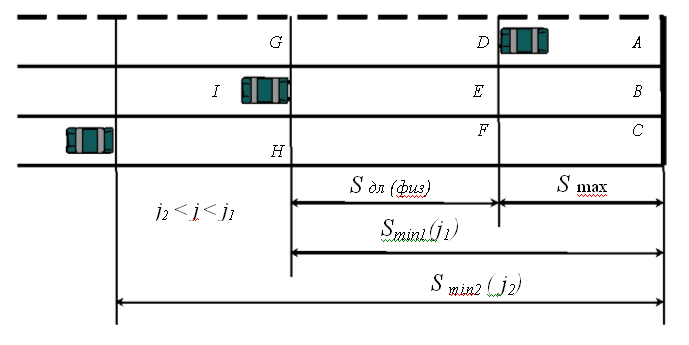 G D A
I E B
F C
H
S дл (физ) S max
j2 < j < j1
Smin1(j1)
S min2 ( j2)